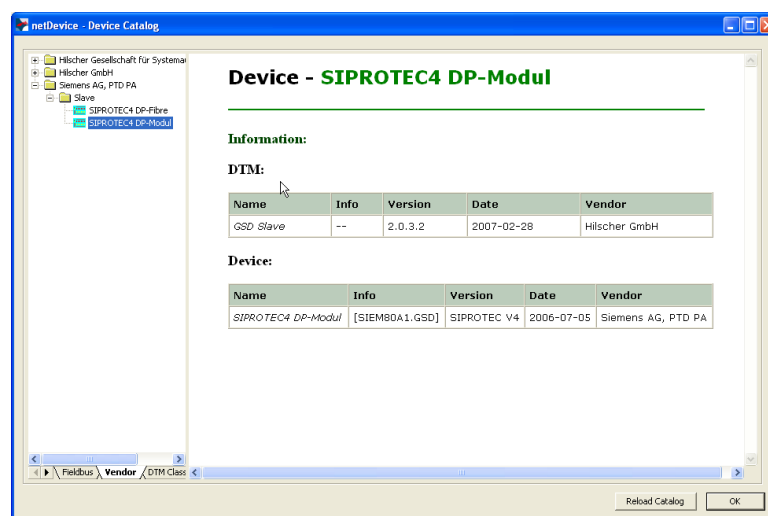 netDevice - Device Catalog
Hilscher Gesellschaft für Systemau
Hilscher GmbH
Siemens AG, PTD PA
Slave
SIPROTEC4 DP-Fibre
SIPROTEC4 DP-Modul
Fieldbus Vendor DTM Class
Device - SIPROTEC4 DP-Modul
Information:
DTM:
Name Info Version Date Vendor
GSD Slave -- 2.0.3.2 2007-02-28 Hilscher GmbH
Device:
Name Info Version Date Vendor
SIPROTEC4 DP-Modul [SIEM80A1.GSD] SIPROTEC V4 2006-07-05 Siemens AG, PTD PA
Reload Catalog OK